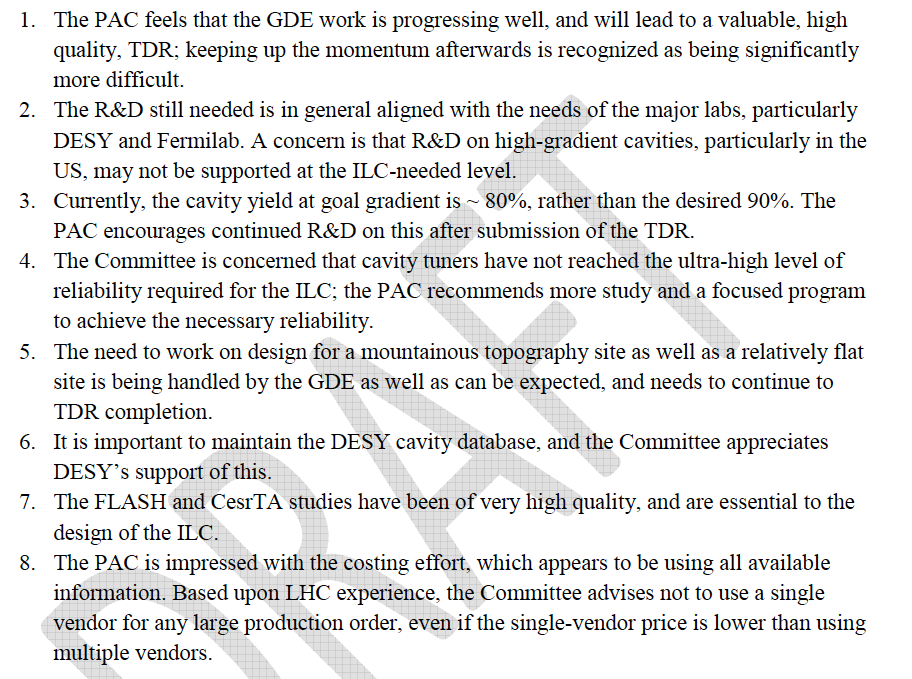 1. The PAC feels that the GDE work is progressing well, and will lead to a valuable, high
quality, TDR; keeping up the momentum afterwards is recognized as being significantly
more difficult.
2. The R&D still needed is in general aligned with the needs of the major labs, particularly
DESY and Fermilab. A concern is that R&D on high-gradient cavities, particularly in the
US, may not be supported at the ILC-needed level.
3. Currently, the cavity yield at goal gradient is ~ 80%, rather than the desired 90%. The
PAC encourages continued R&D on this after submission of the TDR.
4. The Committee is concerned that cavity tuners have not reached the ultra-high level of
reliability required for the ILC; the PAC recommends more study and a focused program
to achieve the necessary reliability.
5. The need to work on design for a mountainous topography site as well as a relatively flat
site is being handled by the GDE as well as can be expected, and needs to continue to
TDR completion.
6. It is important to maintain the DESY cavity database, and the Committee appreciates
DESY's support of this.
7. The FLASH and CesrTA studies have been of very high quality, and are essential to the
design of the ILC.
8. The PAC is impressed with the costing effort, which appears to be using all available
information. Based upon LHC experience, the Committee advises not to use a single
vendor for any large production order, even if the single-vendor price is lower than using
multiple vendors.
DRAFT